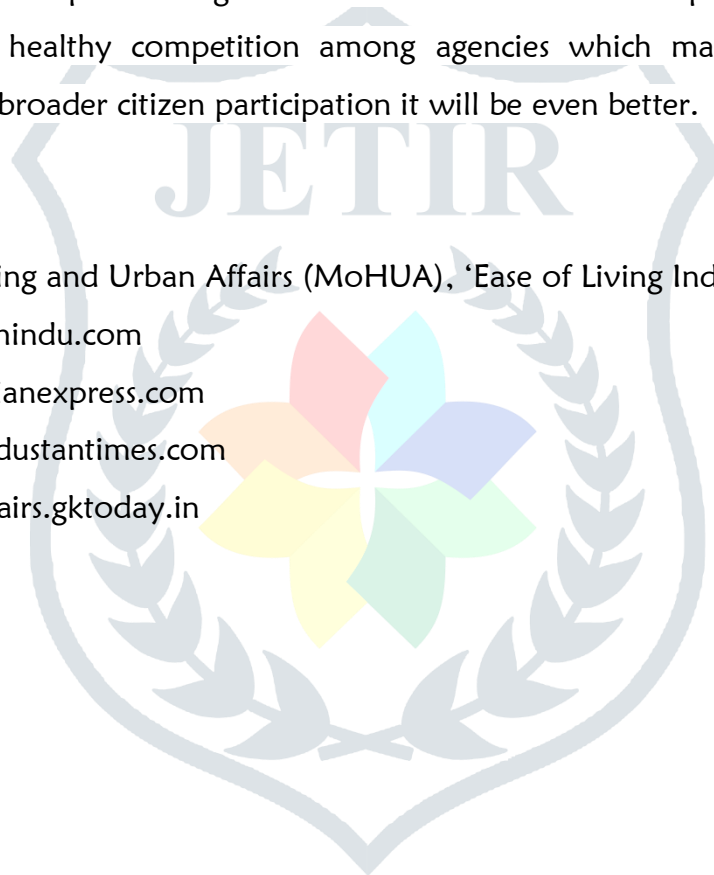 healthy competition among agencies which ma
broader citizen participation it will be even better.
JETIR
ing and Urban Affairs (MoHUA), ‘Ease of Living Ind
hindu.com
ianexpress.com
dustantimes.com
airs.gktoday.in